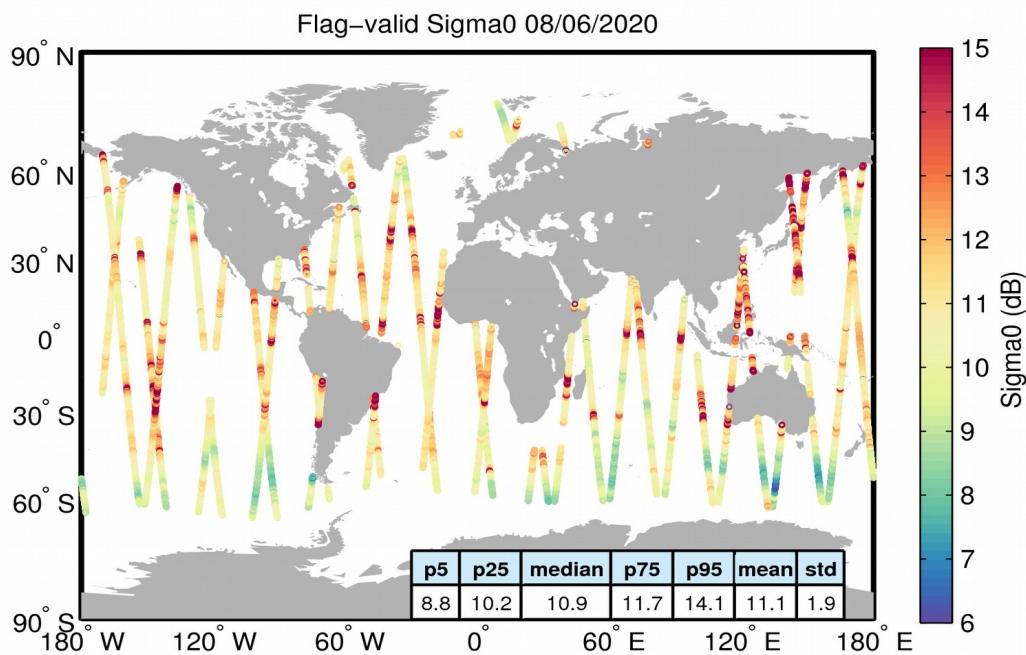 Flag-valid Sigma0 08/06/2020
90° N
60° N
30° N
0°
30° S
60° S
90° S
180° W
120° W
60° W
0°
60° E
120° E
180° E
p5 p25 median p75 p95 mean std
8.8 10.2 10.9 11.7 14.1 11.1 1.9
15
14
13
12
11
10
9
8
7
6
Sigma0 (dB)